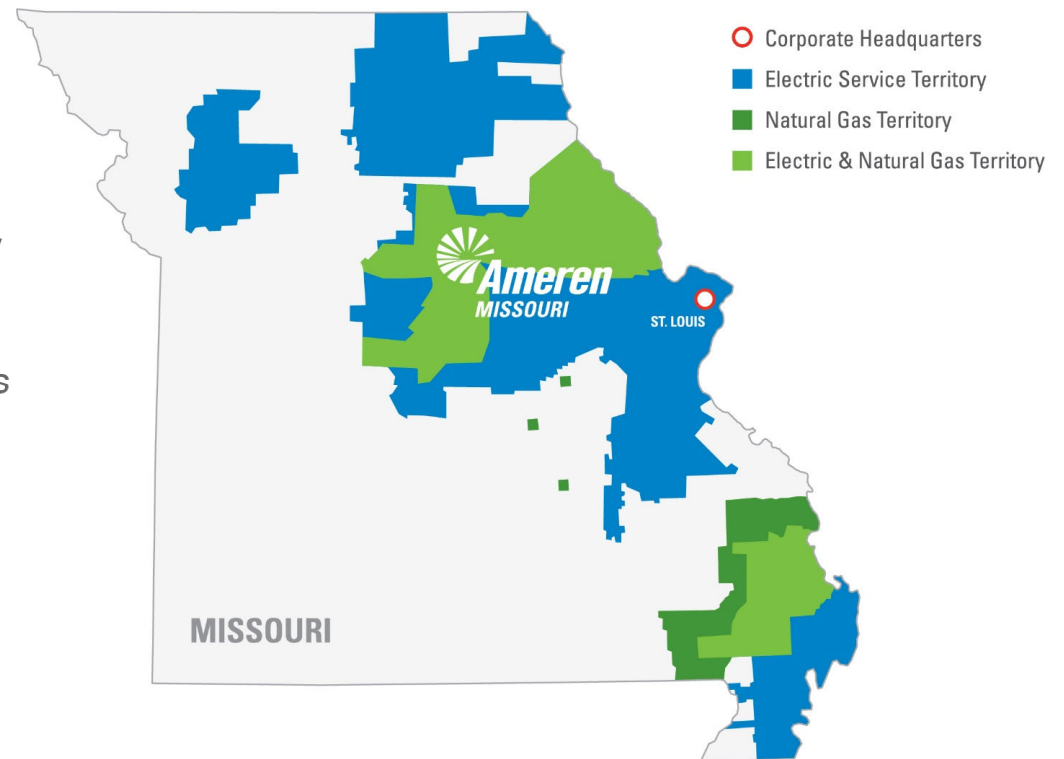 Corporate Headquarters
Electric Service Territory
Natural Gas Territory
Electric & Natural Gas Territory
Ameren
MISSOURI
ST. LOUIS
MISSOURI